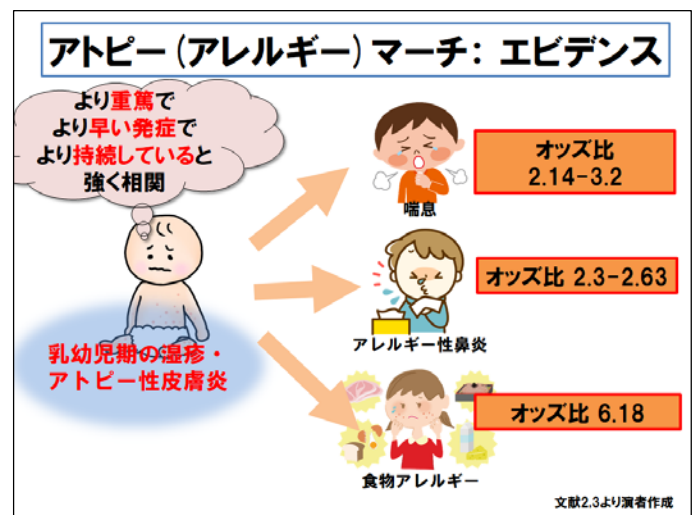 アトピー(アレルギー)マーチ: エビデンス
より重篤で
より早い発症で
より持続していると
強く相関
乳幼児期の湿疹・
アトピー性皮膚炎
喘息
オッズ比
2.14-3.2
アレルギー性鼻炎
オッズ比 2.3-2.63
食物アレルギー
オッズ比 6.18
文献2,3より演者作成